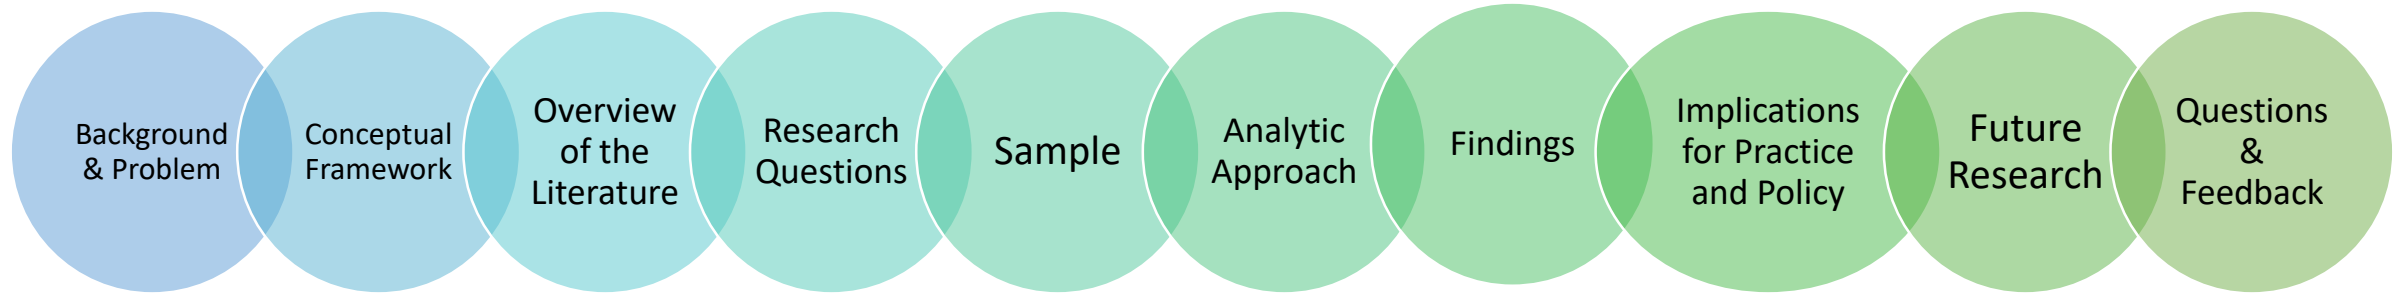 Background
& Problem
Conceptual
Framework
Overview
of the
Literature
Research
Questions
Sample
Analytic
Approach
Findings
Implications
for Practice
and Policy
Future
Research
Questions
&
Feedback